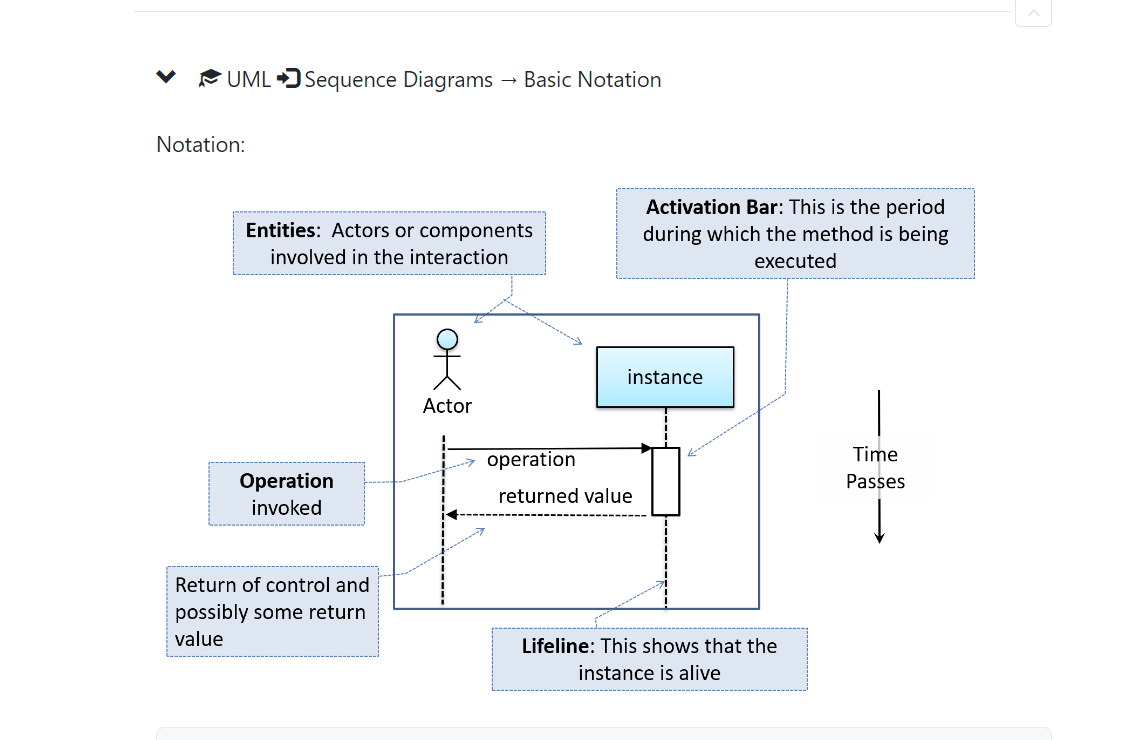 UML Sequence Diagrams → Basic Notation
Notation:
Entities:  Actors or components
involved in the interaction
Activation Bar: This is the period
during which the method is being
executed
instance
Actor
operation
returned value
Operation
invoked
Time
Passes
Return of control and
possibly some return
value
Lifeline: This shows that the
instance is alive